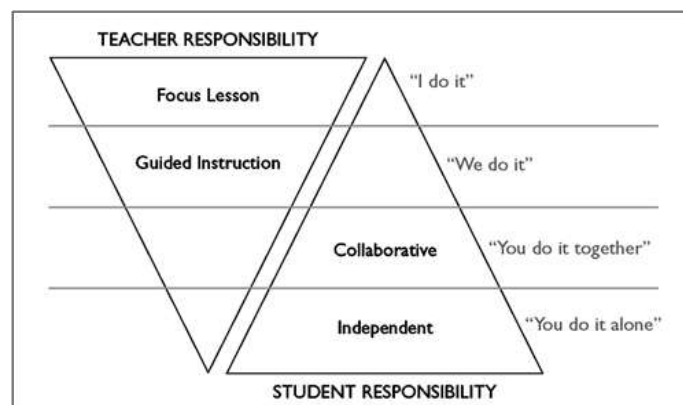 TEACHER RESPONSIBILITY
Focus Lesson
“I do it”
Guided Instruction
“We do it”
Collaborative
“You do it together”
Independent
“You do it alone”
STUDENT RESPONSIBILITY